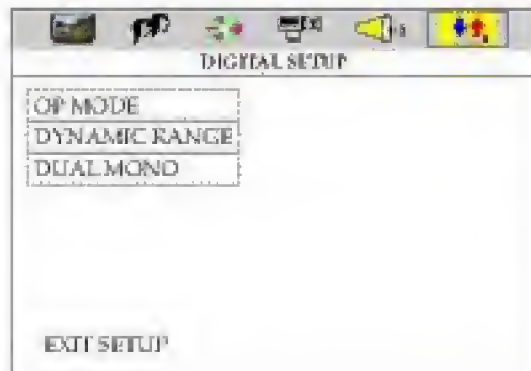 DIGITAL SETUP
OP MODE
DYNAMIC RANGE
DUAL MONO
EXIT SETUP